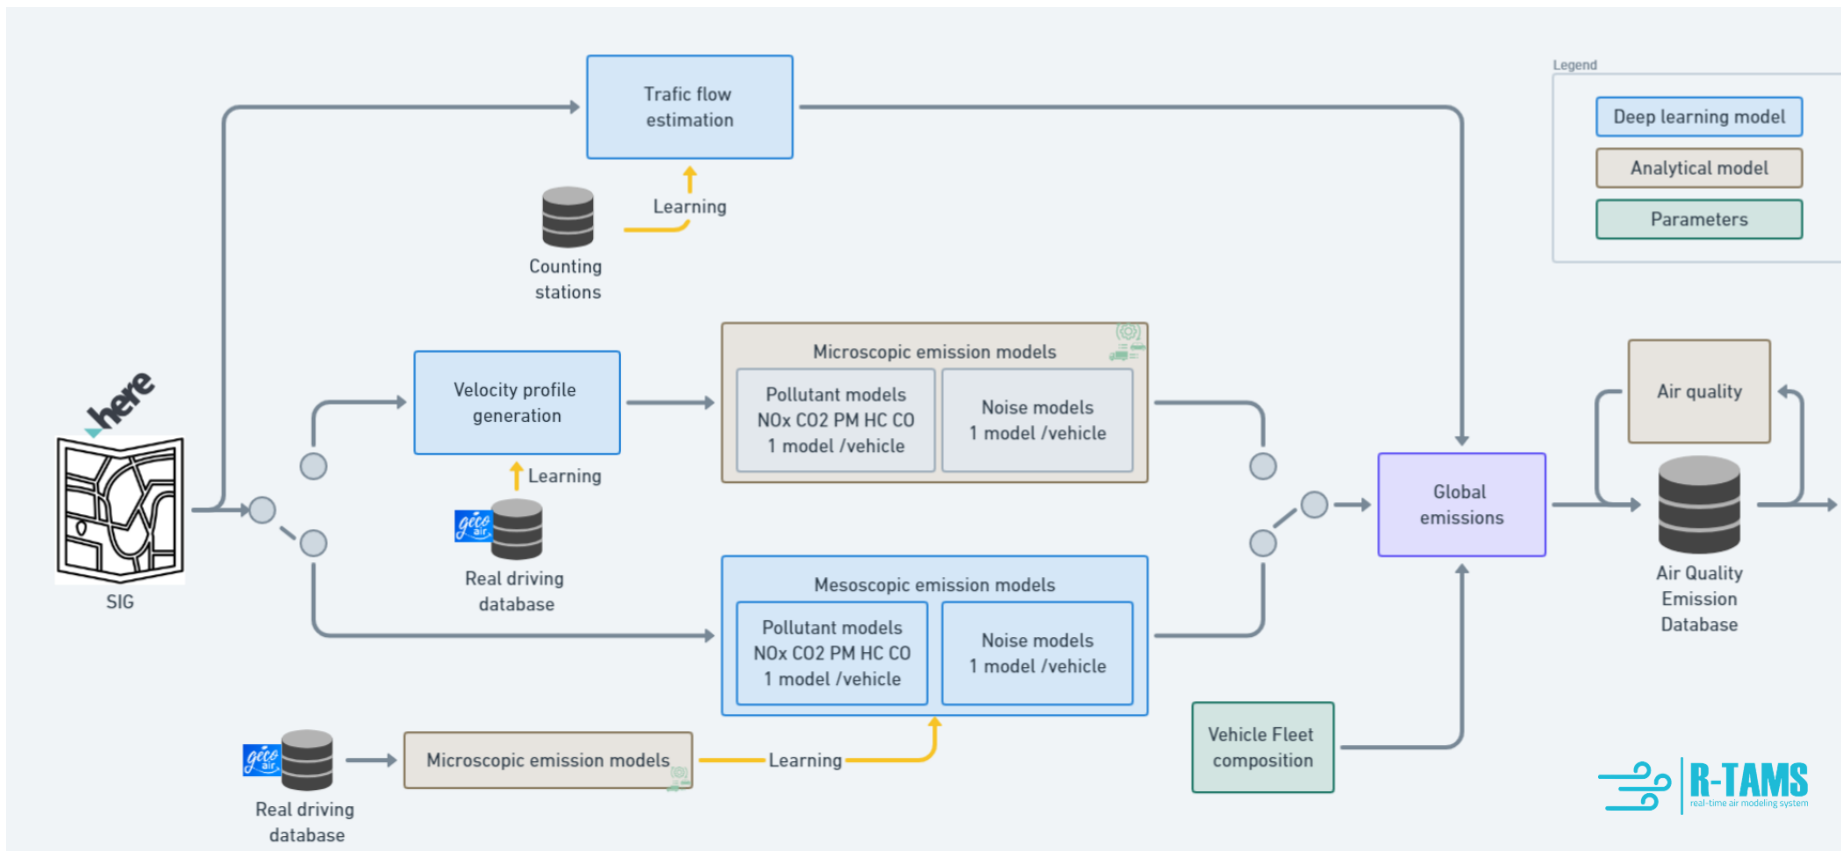 Legend
Deep learning model
Analytical model
Parameters
Trafic flow
estimation
Learning
Counting
stations
here
SIG
Velocity profile
generation
Learning
géco
air
Real driving
database
Microscopic emission models
Pollutant models
NOx CO2 PM HC CO
1 model /vehicle
Noise models
1 model /vehicle
Mesoscopic emission models
Pollutant models
NOx CO2 PM HC CO
1 model /vehicle
Noise models
1 model /vehicle
géco
air
Real driving
database
Microscopic emission models
Learning
Global
emissions
Vehicle Fleet
composition
Air quality
Air Quality
Emission
Database
R-TAMS
real-time air modeling system